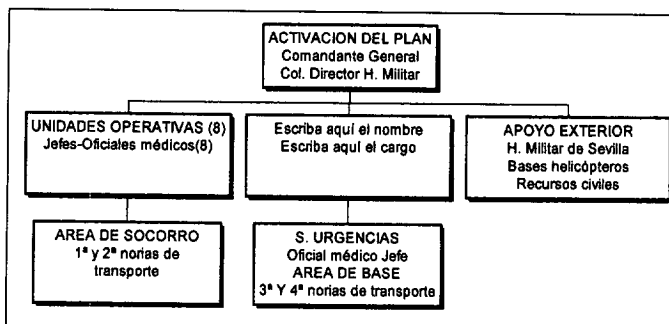 ACTIVACION DEL PLAN
Comandante General
Col. Director H. Militar
UNIDADES OPERATIVAS (8)
Jefes-Oficiales médicos(8)
Escriba aquí el nombre
Escriba aquí el cargo
APOYO EXTERIOR
H. Militar de Sevilla
Bases helicópteros
Recursos civiles
AREA DE SOCORRO
1ª y 2ª norias de
transporte
S. URGENCIAS
Oficial médico Jefe
AREA DE BASE
3ª Y 4ª norias de transporte